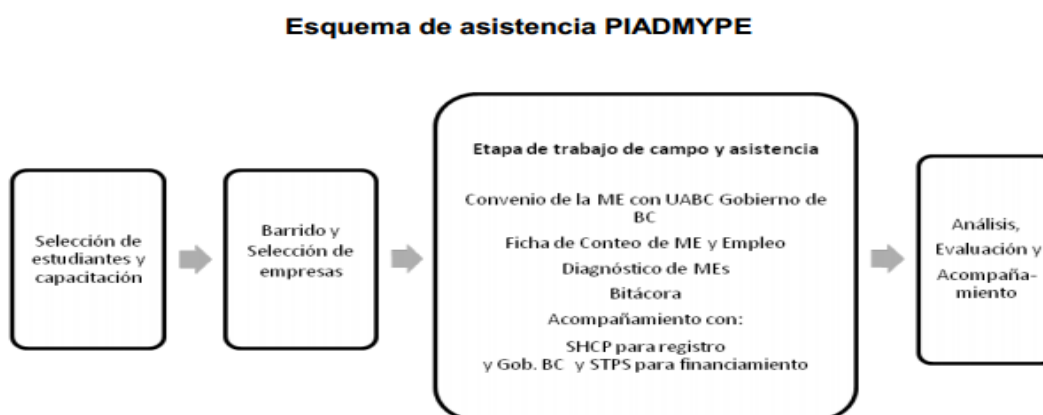 Esquema de asistencia PIADMYPE
Selección de
estudiantes y
capacitación
Barrido y
Selección de
empresas
Etapa de trabajo de campo y asistencia
Convenio de la ME con UABC Gobierno de
BC
Ficha de Conteo de ME y Empleo
Diagnóstico de MEs
Bitácora
Acompañamiento con:
SHCP para registro
y Gob. BC y STPS para financiamiento
Análisis,
Evaluación y
Acompaña-
miento